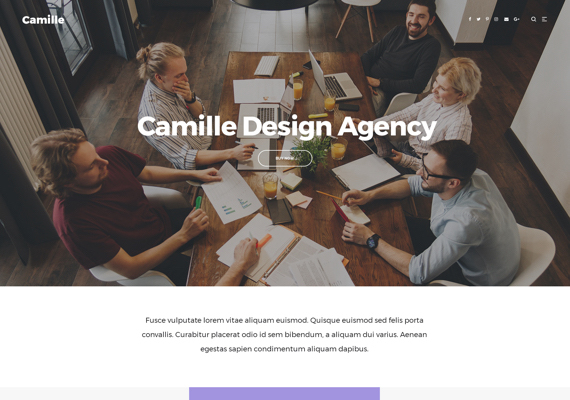 Camille
Camille Design Agency
BUY NOW
Fusce vulputate lorem vitae aliquam euismod. Quisque euismod sed felis porta
convallis. Curabitur placerat odio id sem bibendum, a aliquam dui varius. Aenean
egestas sapien condimentum aliquam dapibus.